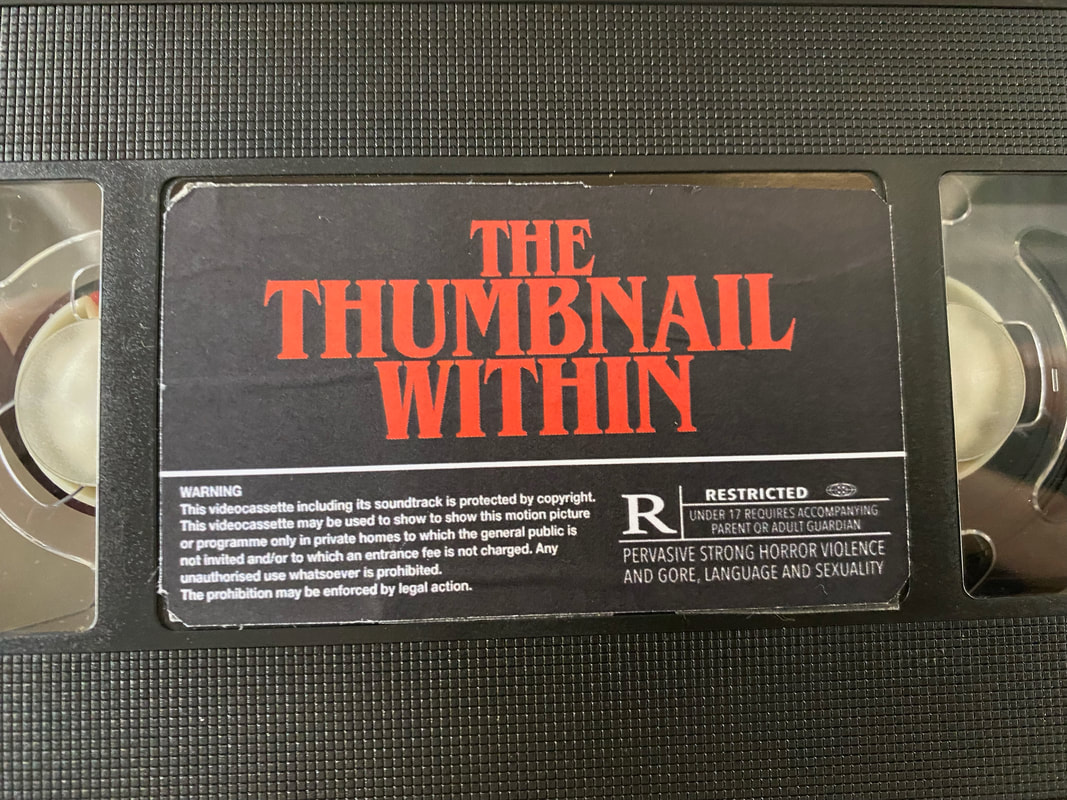 THE
THUMBNAIL
WITHIN
WARNING
This videocassette including its soundtrack is protected by copyright.
This videocassette may be used to show to show this motion picture
or programme only in private homes to which the general public is
not invited and/or to which an entrance fee is not charged. Any
unauthorised use whatsoever is prohibited.
The prohibition may be enforced by legal action.
R
RESTRICTED
UNDER 17 REQUIRES ACCOMPANYING
PARENT OR ADULT GUARDIAN
PERVASIVE STRONG HORROR VIOLENCE
AND GORE, LANGUAGE AND SEXUALITY